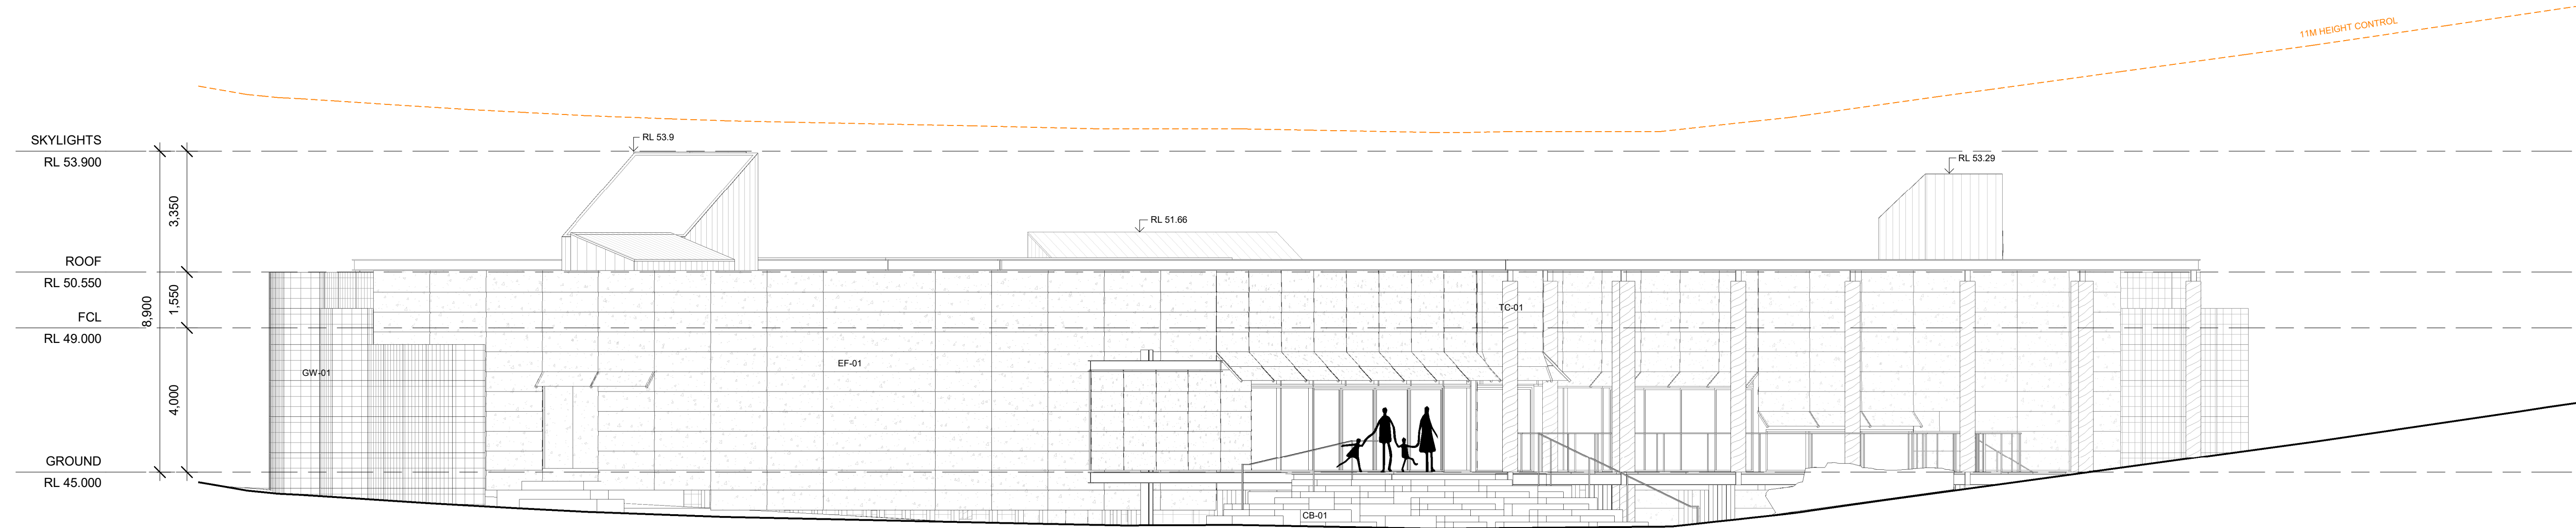 11M HEIGHT CONTROL
SKYLIGHTS
RL 53.900
RL 53.9
RL 53.29
3,350
RL 51.66
ROOF
RL 50.550
1,550
8,900
TC-01
FCL
RL 49.000
EF-01
GW-01
4,000
GROUND
RL 45.000
CB-01